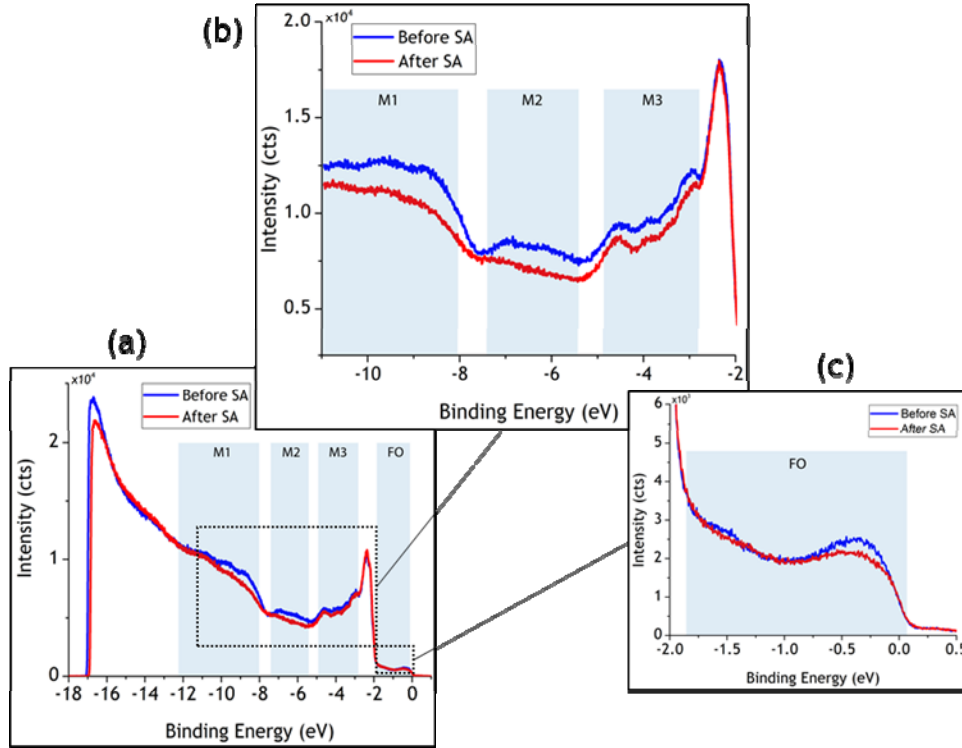 (b)
×10⁴
2.0
1.5
1.0
0.5
Intensity (cts)
Before SA
After SA
M1
M2
M3
-10
-8
-6
-4
-2
Binding Energy (eV)
(a)
×10⁴
2
1
0
Intensity (cts)
Before SA
After SA
M1
M2
M3
FO
-18
-16
-14
-12
-10
-8
-6
-4
-2
0
Binding Energy (eV)
(c)
6
5
4
3
2
1
0
Intensity (cts)
Before SA
After SA
FO
-2.0
-1.5
-1.0
-0.5
0.0
0.5
Binding Energy (eV)